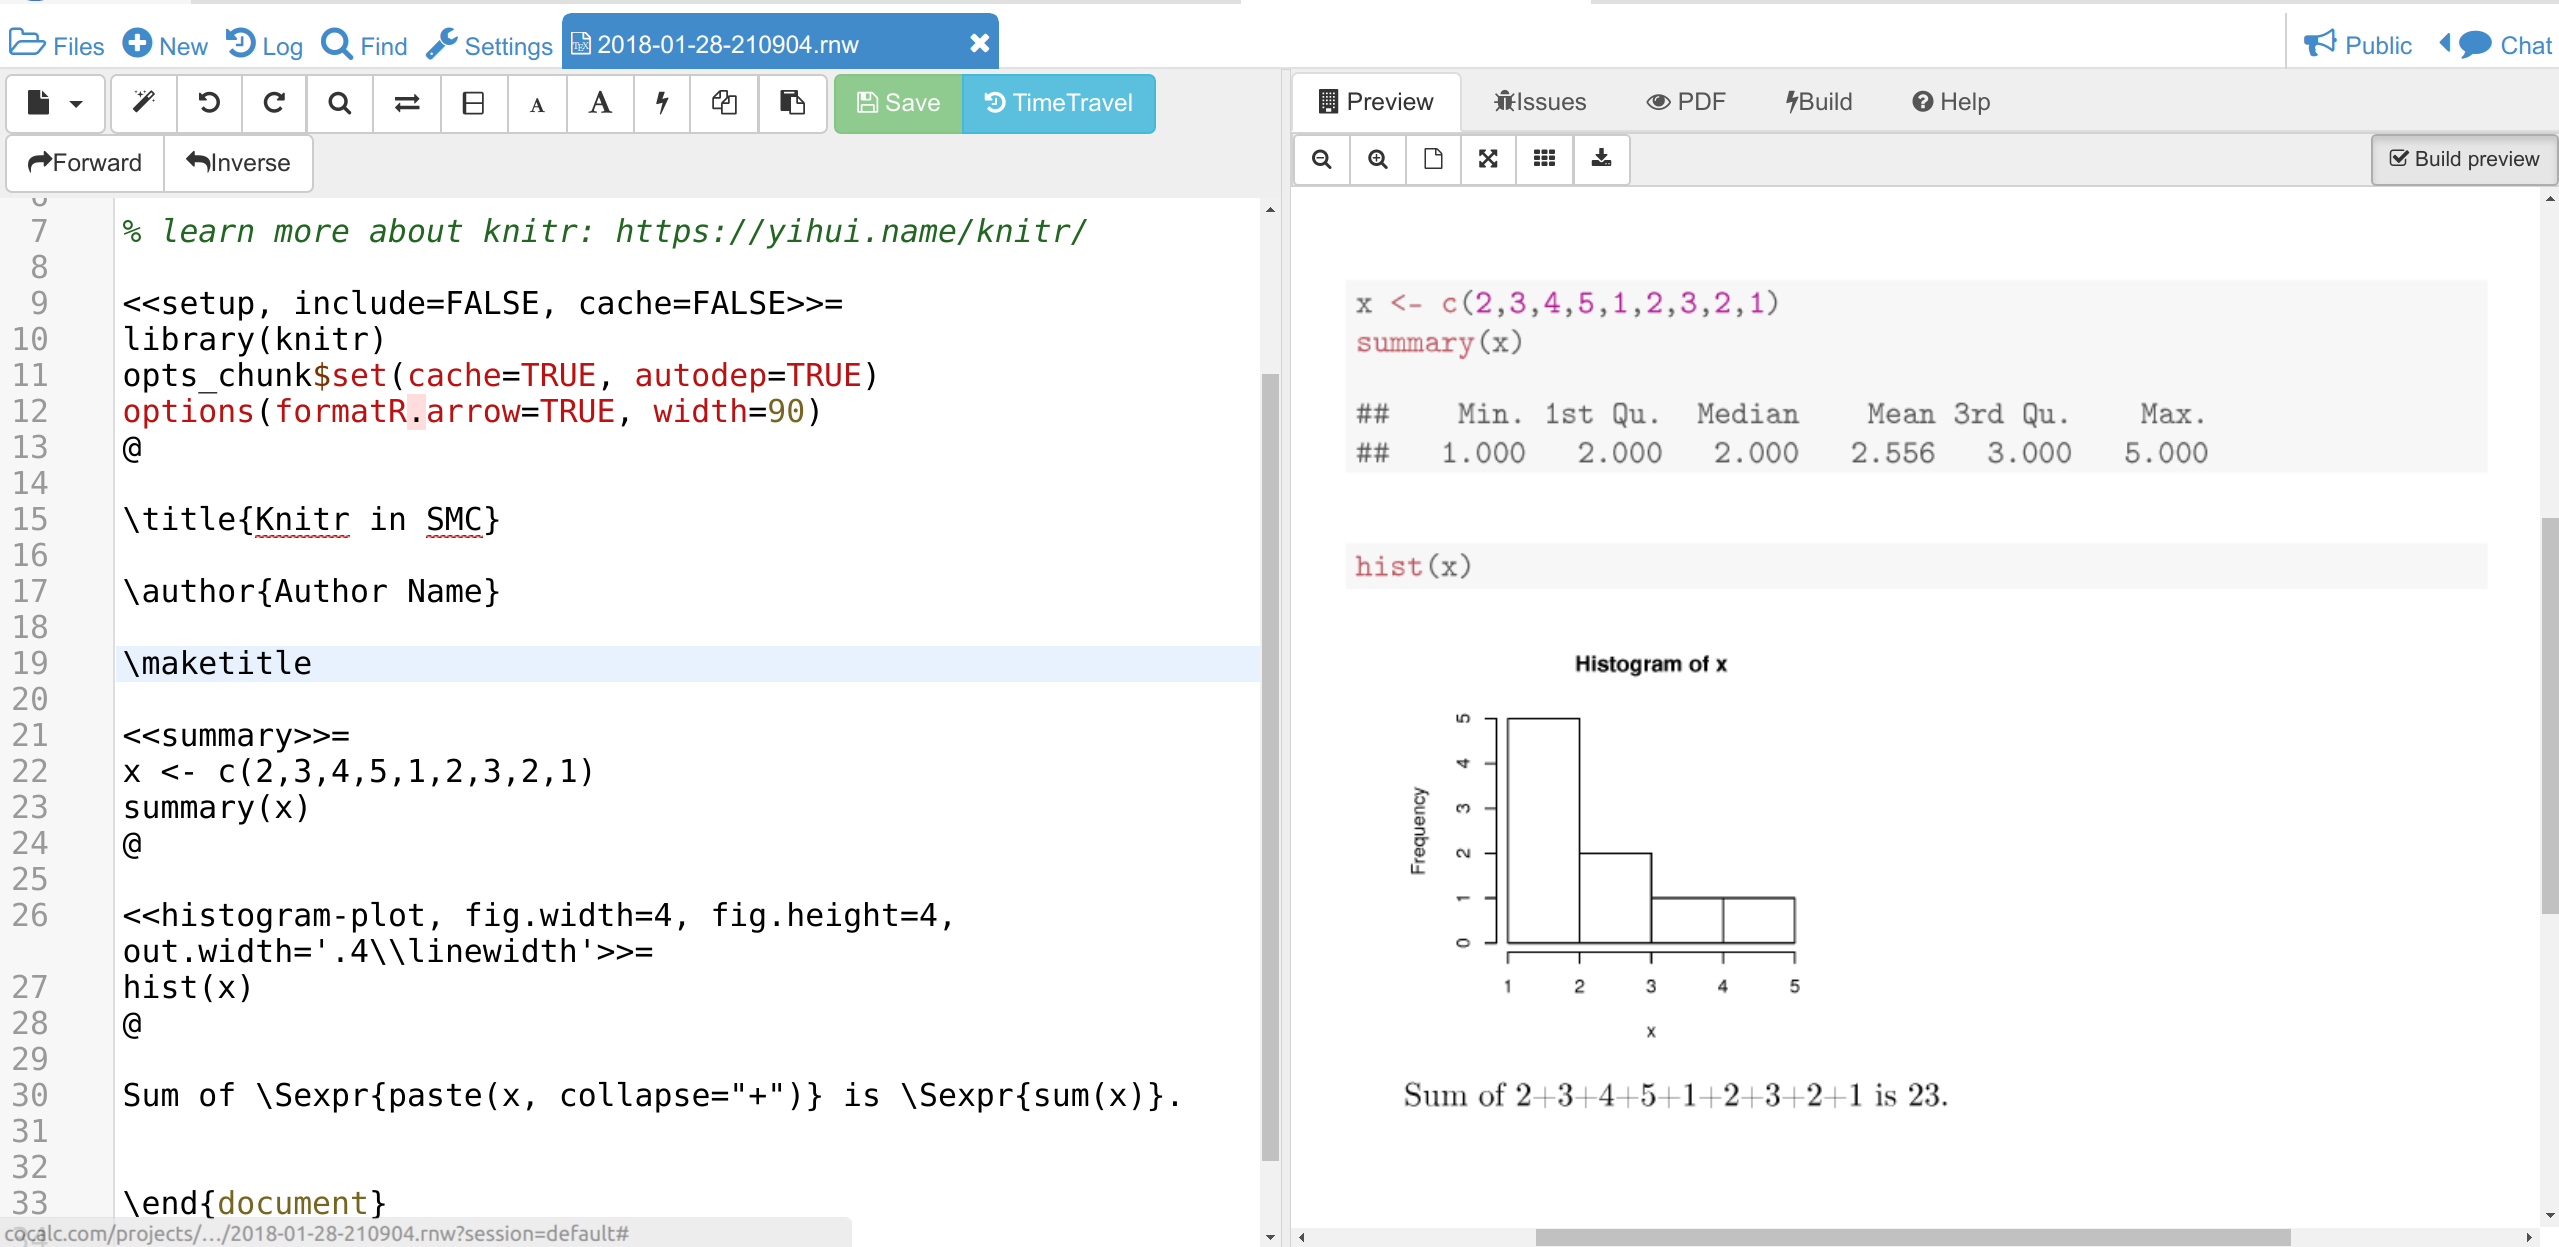 Files New Log Find Settings 2018-01-28-210904.rnw Public Chat
Save TimeTravel
Forward Inverse
7 % learn more about knitr: https://yihui.name/knitr/
8
9 <<setup, include=FALSE, cache=FALSE>>=
10 library(knitr)
11 opts_chunk$set(cache=TRUE, autodep=TRUE)
12 options(formatR.arrow=TRUE, width=90)
13 @
14
15 \title{Knitr in SMC}
16
17 \author{Author Name}
18
19 \maketitle
20
21 <<summary>>=
22 x <- c(2,3,4,5,1,2,3,2,1)
23 summary(x)
24 @
25
26 <<histogram-plot, fig.width=4, fig.height=4,
out.width='.4\\linewidth'>>=
27 hist(x)
28 @
29
30 Sum of \Sexpr{paste(x, collapse="+")} is \Sexpr{sum(x)}.
31
32
33 \end{document}
cocalc.com/projects/.../2018-01-28-210904.rnw?session=default#
Preview Issues PDF Build Help
Build preview
x <- c(2,3,4,5,1,2,3,2,1)
summary(x)
## Min. 1st Qu. Median Mean 3rd Qu. Max.
## 1.000 2.000 2.000 2.556 3.000 5.000
hist(x)
Histogram of x
Frequency
5
4
3
2
1
0
1 2 3 4 5
x
Sum of 2+3+4+5+1+2+3+2+1 is 23.